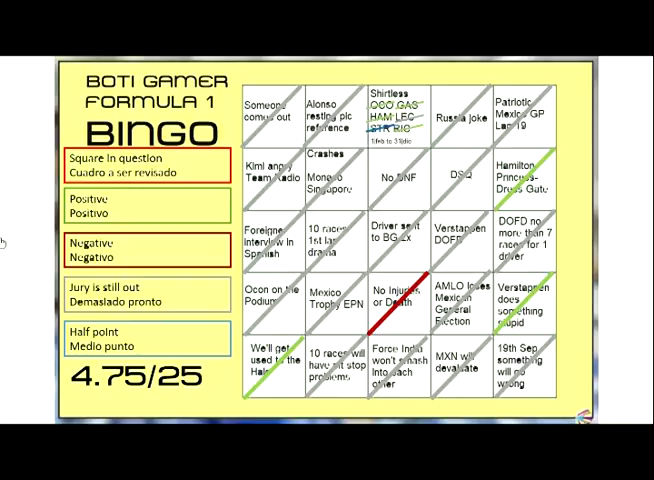 BOTI GAMER
FORMULA 1
BINGO
Square in question
Cuadro a ser revisado
Positive
Positivo
Negative
Negativo
Jury is still out
Demasiado pronto
Half point
Medio punto
4.75/25
Someone
comes out
Alonso
resting pic
reference
Shirtless
OCO GAS
HAM LEC
STR RIC
Russia joke
Patriotic
Mexico GP
Lap 19
Kimi angry
Team Radio
Crashes
Monaco
Singapore
No DNF
DSQ
Hamilton
Princess-
Dress Gate
Foreigner
Interview in
Spanish
10 races
1st lap
drama
Driver sent
to BG 2x
Verstappen
DOFD
DOFD no
more than 7
races for 1
driver
Ocon on the
Podium
Mexico
Trophy EPN
No Injuries
or Death
AMLO loses
Mexican
General
Election
Verstappen
does
something
stupid
We'll get
used to the
Halo
10 races will
have pit stop
problems
Force India
won't smash
into each
other
MXN will
devaluate
19th Sep
something
will go
wrong